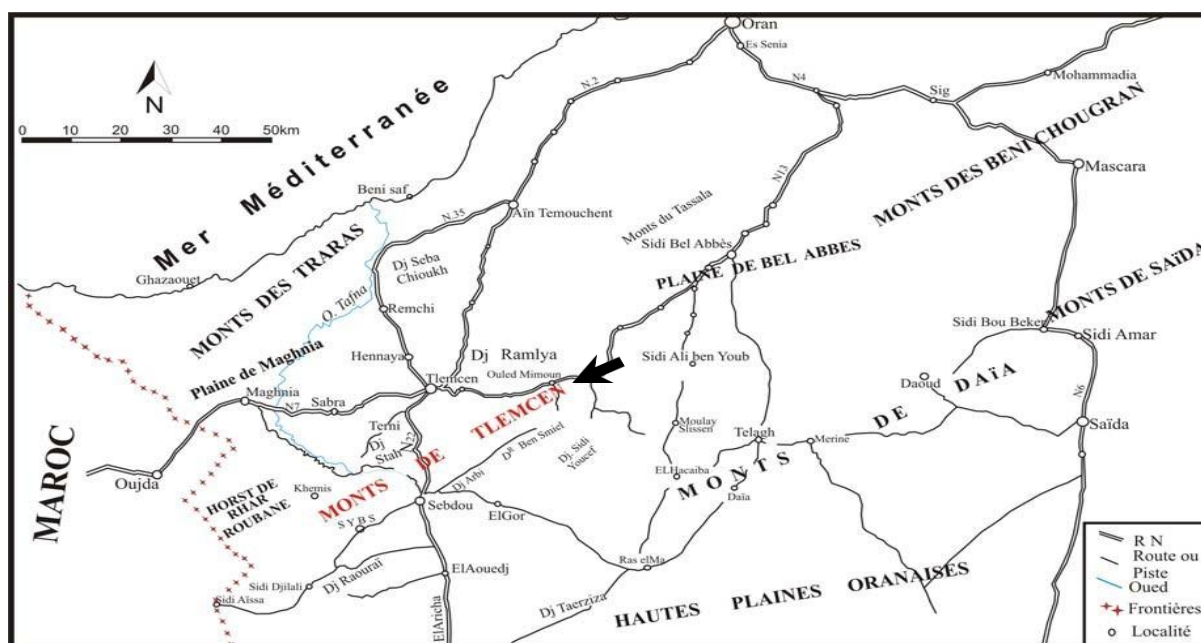 Oran
Es Senia
N.2
N4
Mohammadia
Sig
N
0 10 20 30 40 50km
Mer Méditerranée
MONTS DES BENI CHOUGRAN
Mascara
N13
Beni saf
N.35
Aïn Temouchent
Monts du Tassala
Sidi Bel Abbès
PLAINE DE BEL ABBES
Ghazaouet
MONTS DES TRARAS
O. Tafna
Dj Seba
Chioukh
Remchi
MONTS DE SAÏDA
Sidi Bou Beker
Sidi Amar
Hennaya
Dj Ramlya
Ouled Mimoun
Sidi Ali ben Youb
Plaine de Maghnia
Tlemcen
Maghnia
N7
Sabra
Daoud
MONTS DE DAïA
N6
Saïda
Terni
Dj
Stah
N22
MONTS DE TLEMCEN
Dᴿ Ben Smiel
Dj. Sidi
Youcef
Moulay
Slissen
Telagh
Merine
MAROC
Oujda
HORST DE
RHAR
ROUBANE
Khemis
Dj Arbi
Sebdou
ElGor
ELHacaiba
Daïa
S Y B S
Ras elMa
Sidi Djilali
Dj Raourai
ElAouedj
Sidi Aïssa
ElAricha
Dj Taerziza
HAUTES PLAINES ORANAISES
R N
Route ou
Piste
Oued
Frontières
Localité